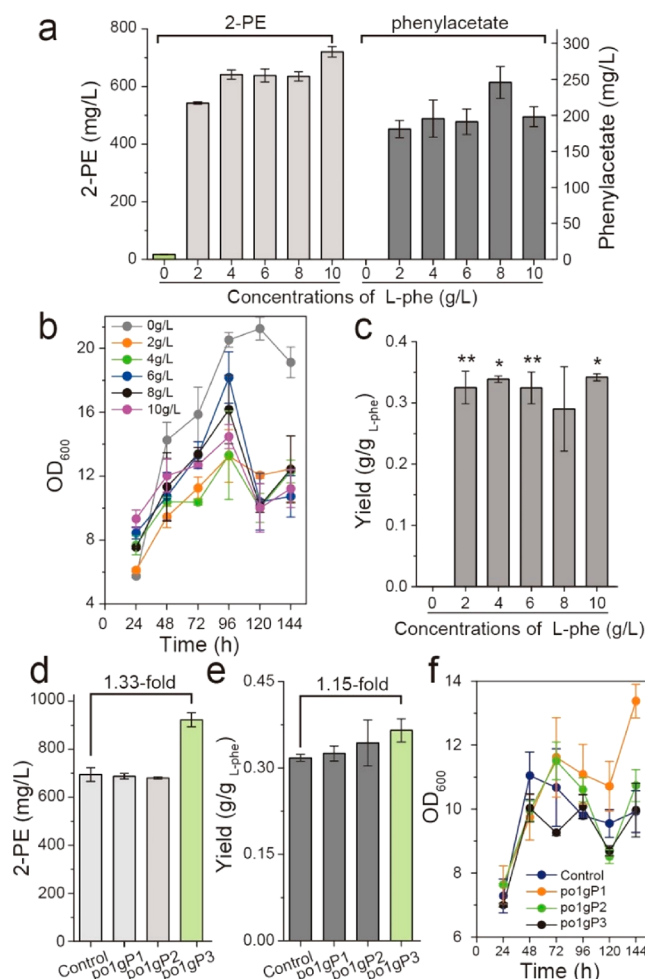 a
2-PE
phenylacetate
2-PE (mg/L)
800
600
400
200
0
Phenylacetate (mg/L)
300
250
200
150
100
50
0
0 2 4 6 8 10 0 2 4 6 8 10
Concentrations of L-phe (g/L)
b
OD600
20
16
12
8
4
0g/L
2g/L
4g/L
6g/L
8g/L
10g/L
0 24 48 72 96 120 144
Time (h)
c
Yield (g/g L-phe)
0.4
0.3
0.2
0.1
0.0
** * ** *
0 2 4 6 8 10
Concentrations of L-phe (g/L)
d
1.33-fold
2-PE (mg/L)
1000
800
600
400
200
0
Control po1gP1 po1gP2 po1gP3
e
1.15-fold
Yield (g/g L-phe)
0.45
0.30
0.15
0.00
Control po1gP1 po1gP2 po1gP3
f
OD600
14
12
10
8
6
Control
po1gP1
po1gP2
po1gP3
0 24 48 72 96 120 144
Time (h)